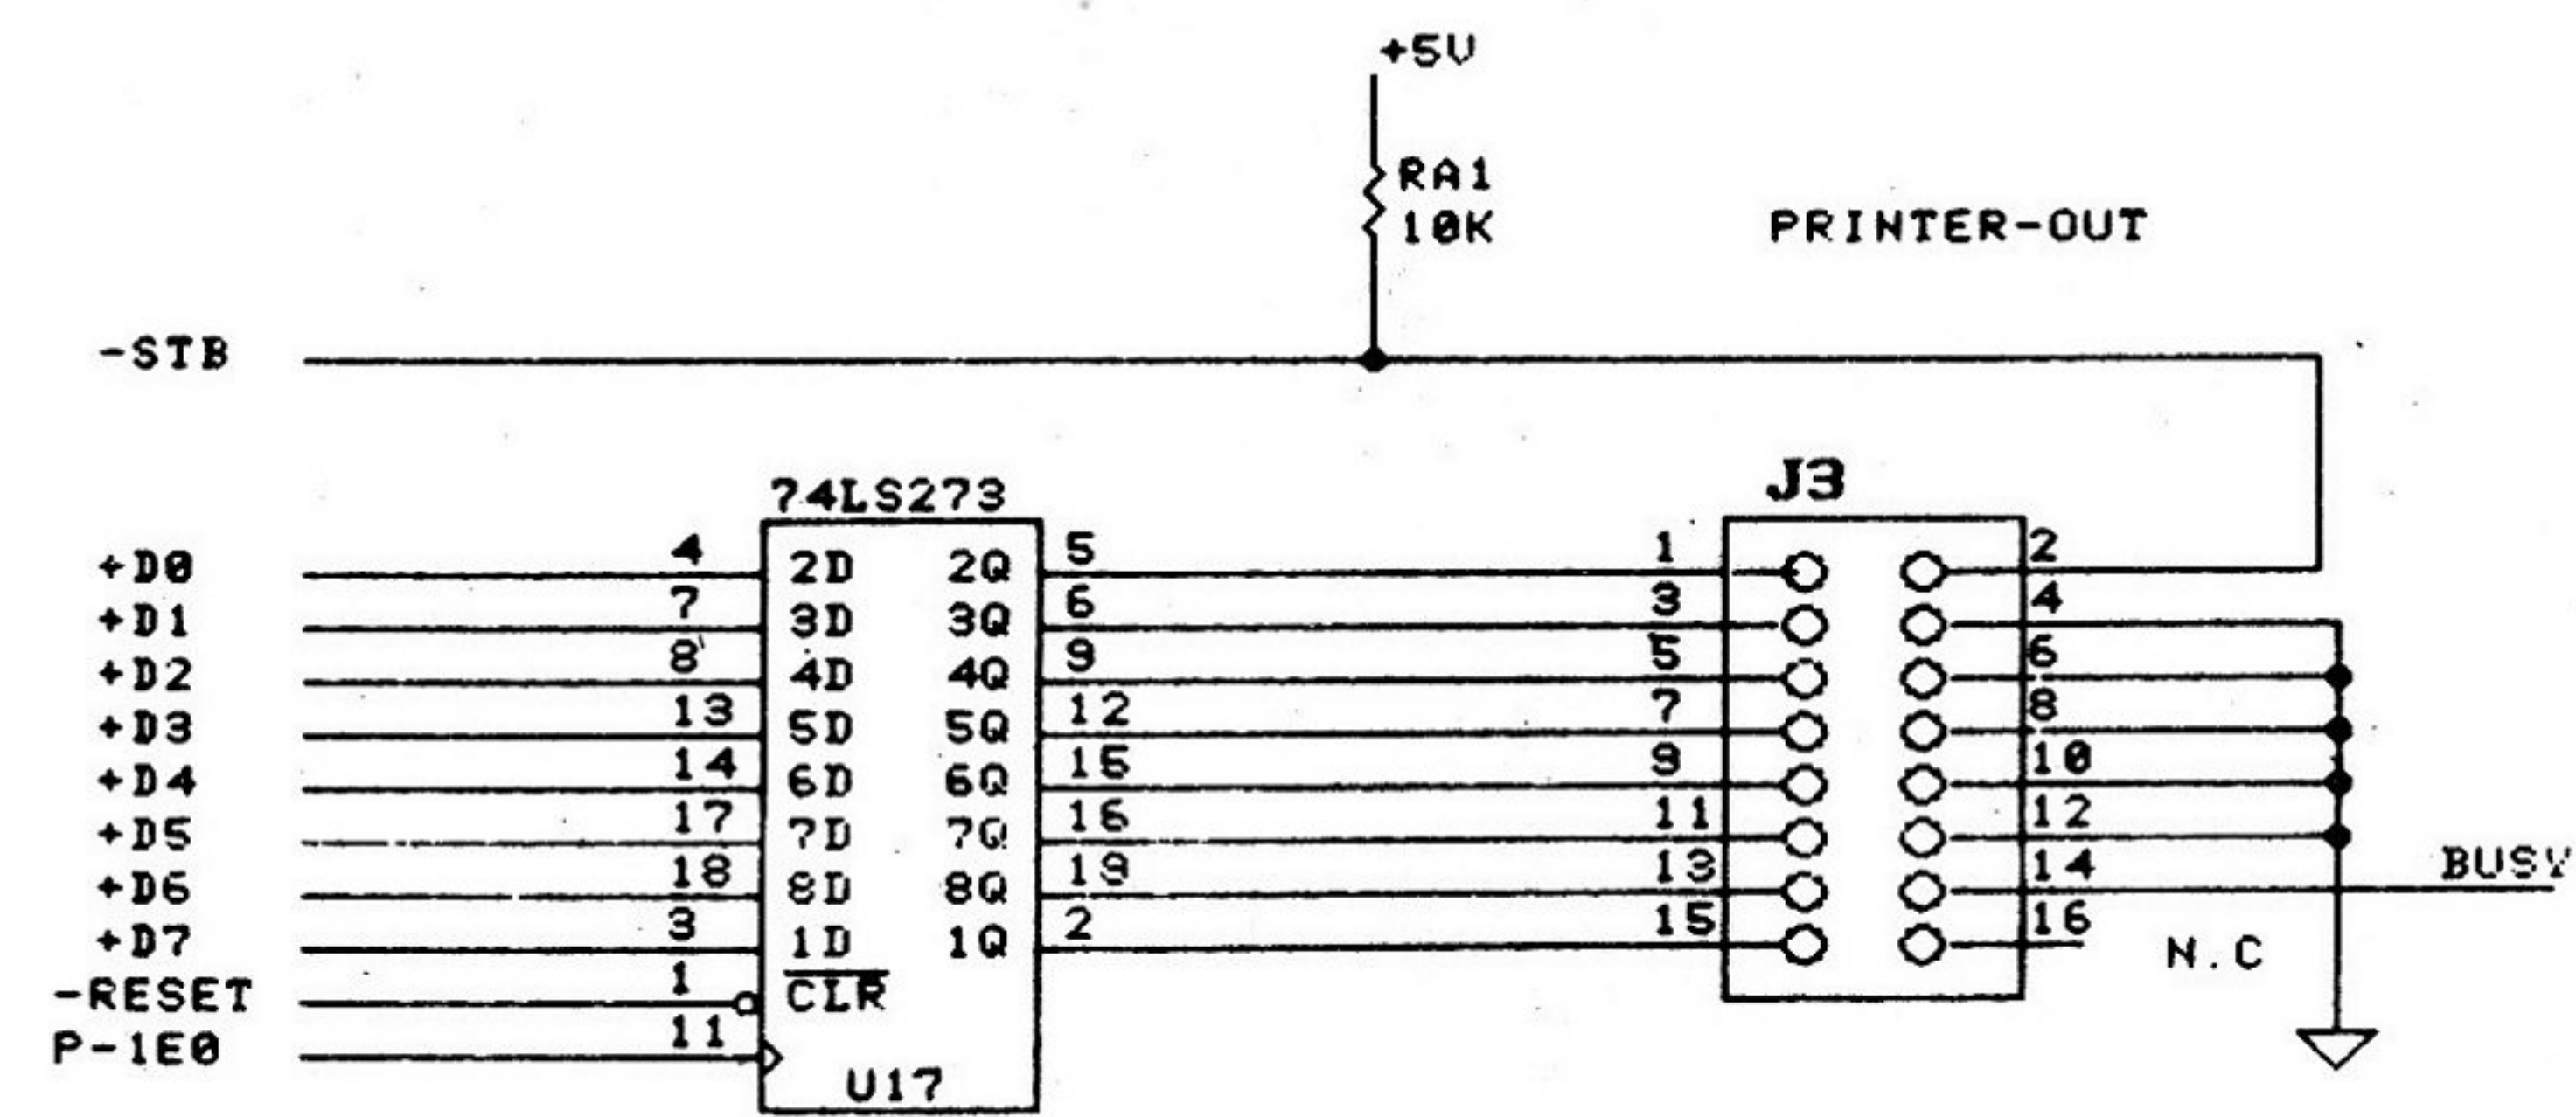 +5V
RA1
10K
PRINTER-OUT
-STB
J3
74LS273
+D0 4 2D 2Q 5 1 2
+D1 7 3D 3Q 6 3 4
+D2 8 4D 4Q 9 5 6
+D3 13 5D 5Q 12 7 8
+D4 14 6D 6Q 15 9 10
+D5 17 7D 7Q 16 11 12
+D6 18 8D 8Q 19 13 14 BUSY
+D7 3 1D 1Q 2 15 16 N.C
-RESET 1 CLR
P-1E0 11
U17